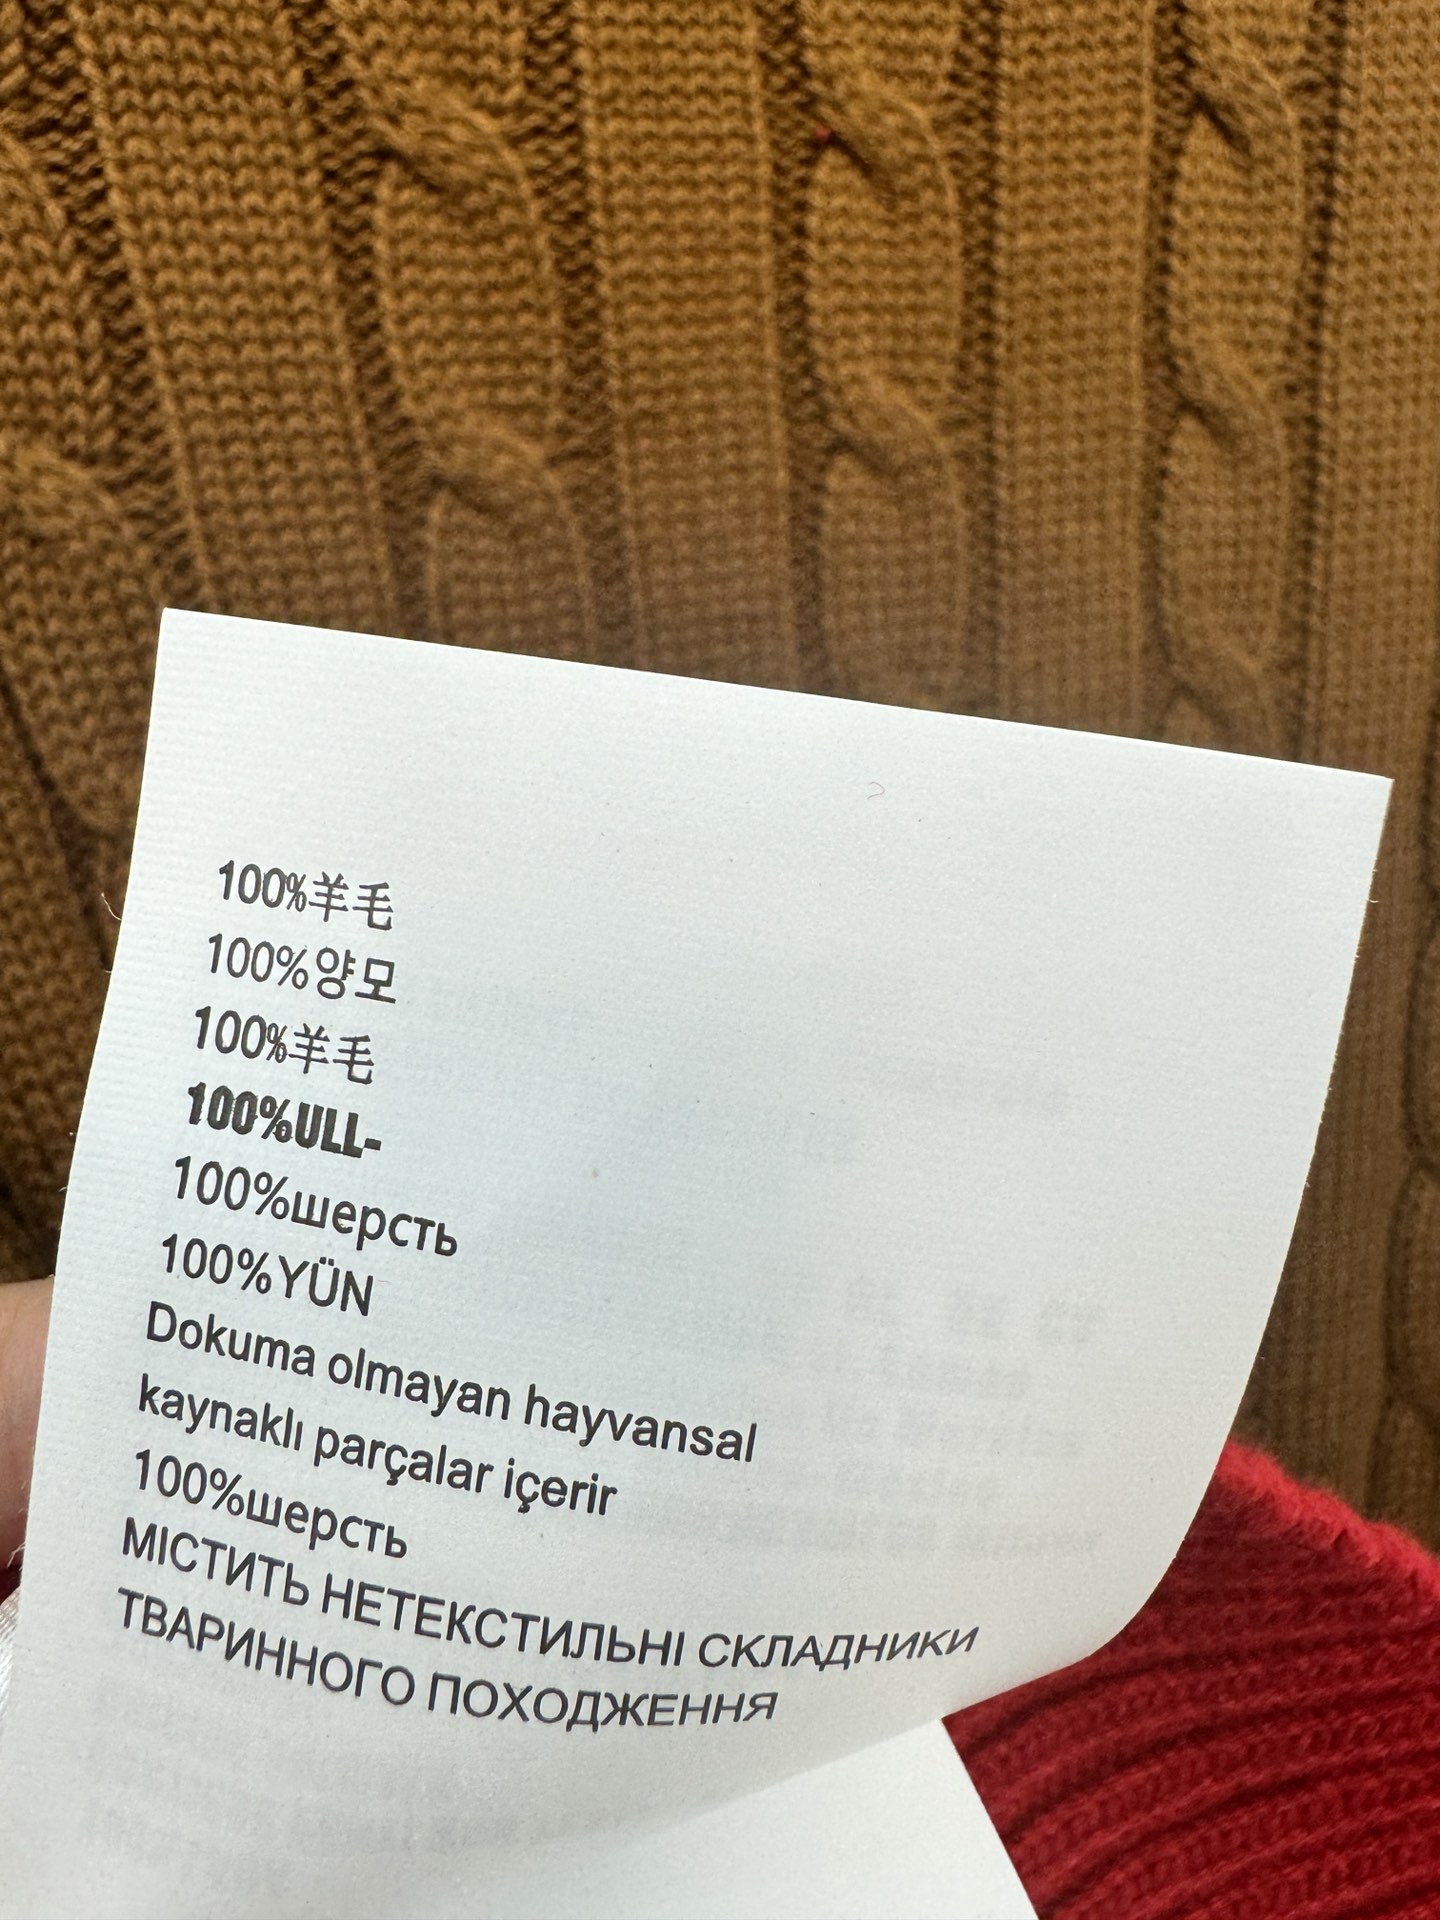 100%羊毛
100%양모
100%羊毛
100%ULL-
100%шерсть
100%YÜN
Dokuma olmayan hayvansal
kaynaklı parçalar içerir
100%шерсть
МІСТИТЬ НЕТЕКСТИЛЬНІ СКЛАДНИКИ
ТВАРИННОГО ПОХОДЖЕННЯ